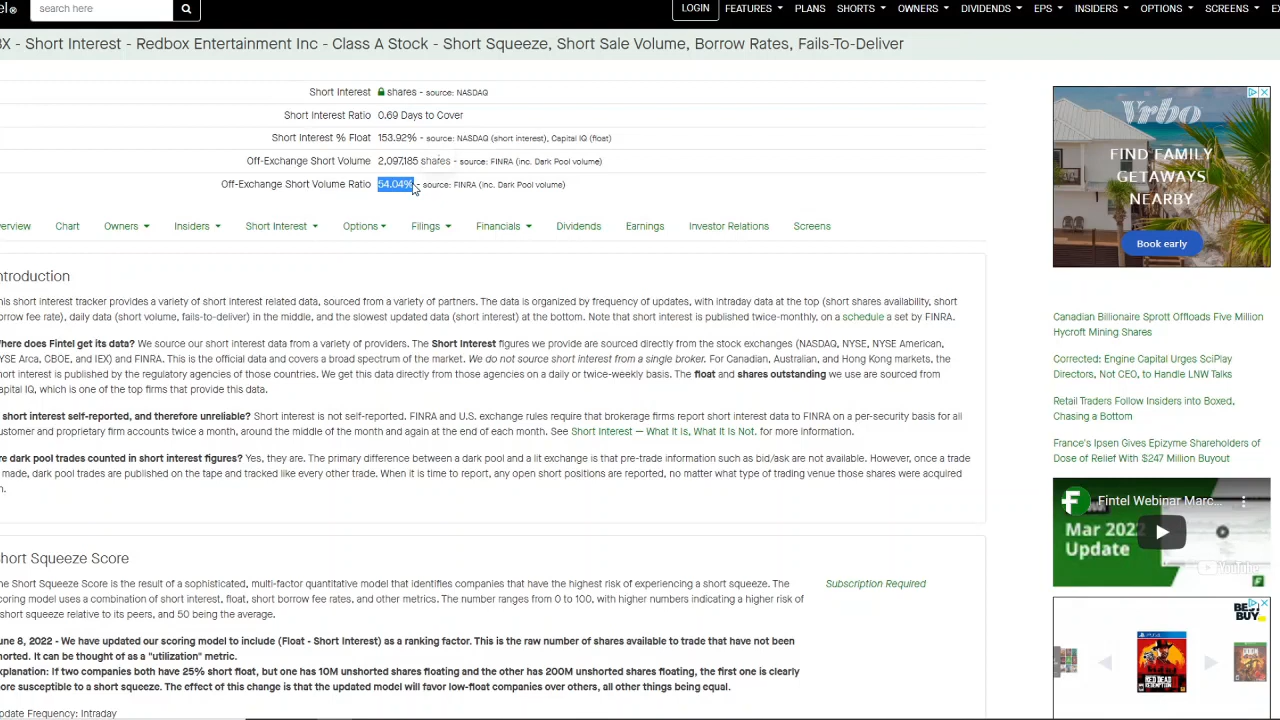 el®
search here
LOGIN
FEATURES
PLANS
SHORTS
OWNERS
DIVIDENDS
EPS
INSIDERS
OPTIONS
SCREENS
EX
BX - Short Interest - Redbox Entertainment Inc - Class A Stock - Short Squeeze, Short Sale Volume, Borrow Rates, Fails-To-Deliver
Short Interest shares - source: NASDAQ
Short Interest Ratio 0.69 Days to Cover
Short Interest % Float 153.92% - source: NASDAQ (short interest), Capital IQ (float)
Off-Exchange Short Volume 2,097,185 shares - source: FINRA (inc. Dark Pool volume)
Off-Exchange Short Volume Ratio 54.04% - source: FINRA (inc. Dark Pool volume)
erview Chart Owners Insiders Short Interest Options Filings Financials Dividends Earnings Investor Relations Screens
ntroduction
his short interest tracker provides a variety of short interest related data, sourced from a variety of partners. The data is organized by frequency of updates, with intraday data at the top (short shares availability, short
orrow fee rate), daily data (short volume, fails-to-deliver) in the middle, and the slowest updated data (short interest) at the bottom. Note that short interest is published twice-monthly, on a schedule a set by FINRA.
here does Fintel get its data? We source our short interest data from a variety of providers. The Short Interest figures we provide are sourced directly from the stock exchanges (NASDAQ, NYSE, NYSE American,
YSE Arca, CBOE, and IEX) and FINRA. This is the official data and covers a broad spectrum of the market. We do not source short interest from a single broker. For Canadian, Australian, and Hong Kong markets, the
hort interest is published by the regulatory agencies of those countries. We get this data directly from those agencies on a daily or twice-weekly basis. The float and shares outstanding we use are sourced from
apital IQ, which is one of the top firms that provide this data.
short interest self-reported, and therefore unreliable? Short interest is not self-reported. FINRA and U.S. exchange rules require that brokerage firms report short interest data to FINRA on a per-security basis for all
ustomer and proprietary firm accounts twice a month, around the middle of the month and again at the end of each month. See Short Interest — What It Is, What It Is Not. for more information.
re dark pool trades counted in short interest figures? Yes, they are. The primary difference between a dark pool and a lit exchange is that pre-trade information such as bid/ask are not available. However, once a trade
made, dark pool trades are published on the tape and tracked like every other trade. When it is time to report, any open short positions are reported, no matter what type of trading venue those shares were acquired
n.
hort Squeeze Score
he Short Squeeze Score is the result of a sophisticated, multi-factor quantitative model that identifies companies that have the highest risk of experiencing a short squeeze. The
coring model uses a combination of short interest, float, short borrow fee rates, and other metrics. The number ranges from 0 to 100, with higher numbers indicating a higher risk of
short squeeze relative to its peers, and 50 being the average.
Subscription Required
une 8, 2022 - We have updated our scoring model to include (Float - Short Interest) as a ranking factor. This is the raw number of shares available to trade that have not been
horted. It can be thought of as a "utilization" metric.
xplanation: If two companies both have 25% short float, but one has 10M unshorted shares floating and the other has 200M unshorted shares floating, the first one is clearly
ore susceptible to a short squeeze. The effect of this change is that the updated model will favor low-float companies over others, all other things being equal.
pdate Frequency: Intraday
Vrbo
FIND FAMILY
GETAWAYS
NEARBY
Book early
Canadian Billionaire Sprott Offloads Five Million
Hycroft Mining Shares
Corrected: Engine Capital Urges SciPlay
Directors, Not CEO, to Handle LNW Talks
Retail Traders Follow Insiders into Boxed,
Chasing a Bottom
France's Ipsen Gives Epizyme Shareholders of
Dose of Relief With $247 Million Buyout
Fintel Webinar Marc...
Mar 2022
Update
YouTube
BEST
BUY
PS4
RED DEAD
REDEMPTION